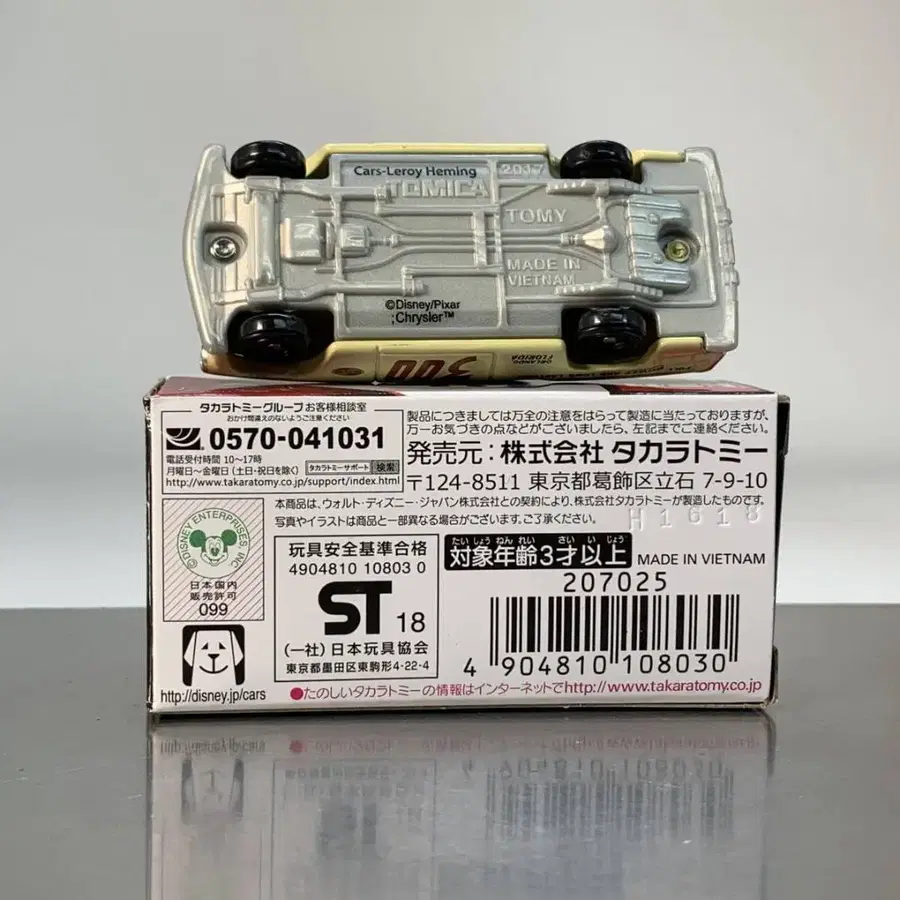 Cars-Leroy Heming
TOMICA
2017
TOMY
MADE IN
VIETNAM
©Disney/Pixar
;Chrysler™
300
ORLANDO
FLORIDA
タカラトミーグループお客様相談室
おかけ間違えのないようご注意ください
0570-041031
電話受付時間 10〜17時
月曜日〜金曜日(土日・祝日を除く)
タカラトミーサポート 検索
http://www.takaratomy.co.jp/support/index.html
製品につきましては万全の注意をはらって製造に当たっておりますが、
万一お気づきの点などがございましたら、左記までご連絡ください。
発売元:株式会社 タカラトミー
〒124-8511 東京都葛飾区立石 7-9-10
本商品は、ウォルト・ディズニー・ジャパン株式会社との契約により、株式会社タカラトミーが製造したものです。
写真やイラストは商品と一部異なる場合がございます。ご了承ください。
H1618
©DISNEY ENTERPRISES, INC
日本国内
販売許可
099
http://disney.jp/cars
玩具安全基準合格
4904810 10803 0
ST 18
(一社)日本玩具協会
東京都墨田区東駒形4-22-4
たいしょうねんれい さい いじょう
対象年齢3才以上
MADE IN VIETNAM
207025
4 904810 108030
●たのしいタカラトミーの情報はインターネットでhttp://www.takaratomy.co.jp